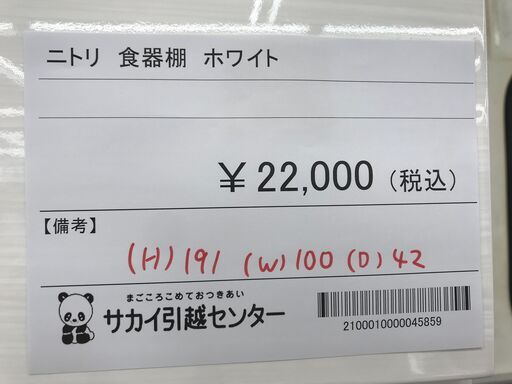 ニトリ 食器棚 ホワイト
￥22,000（税込）
【備考】
(H)191 (W)100 (D)42
まごころこめておつきあい
サカイ引越センター
2100010000045859